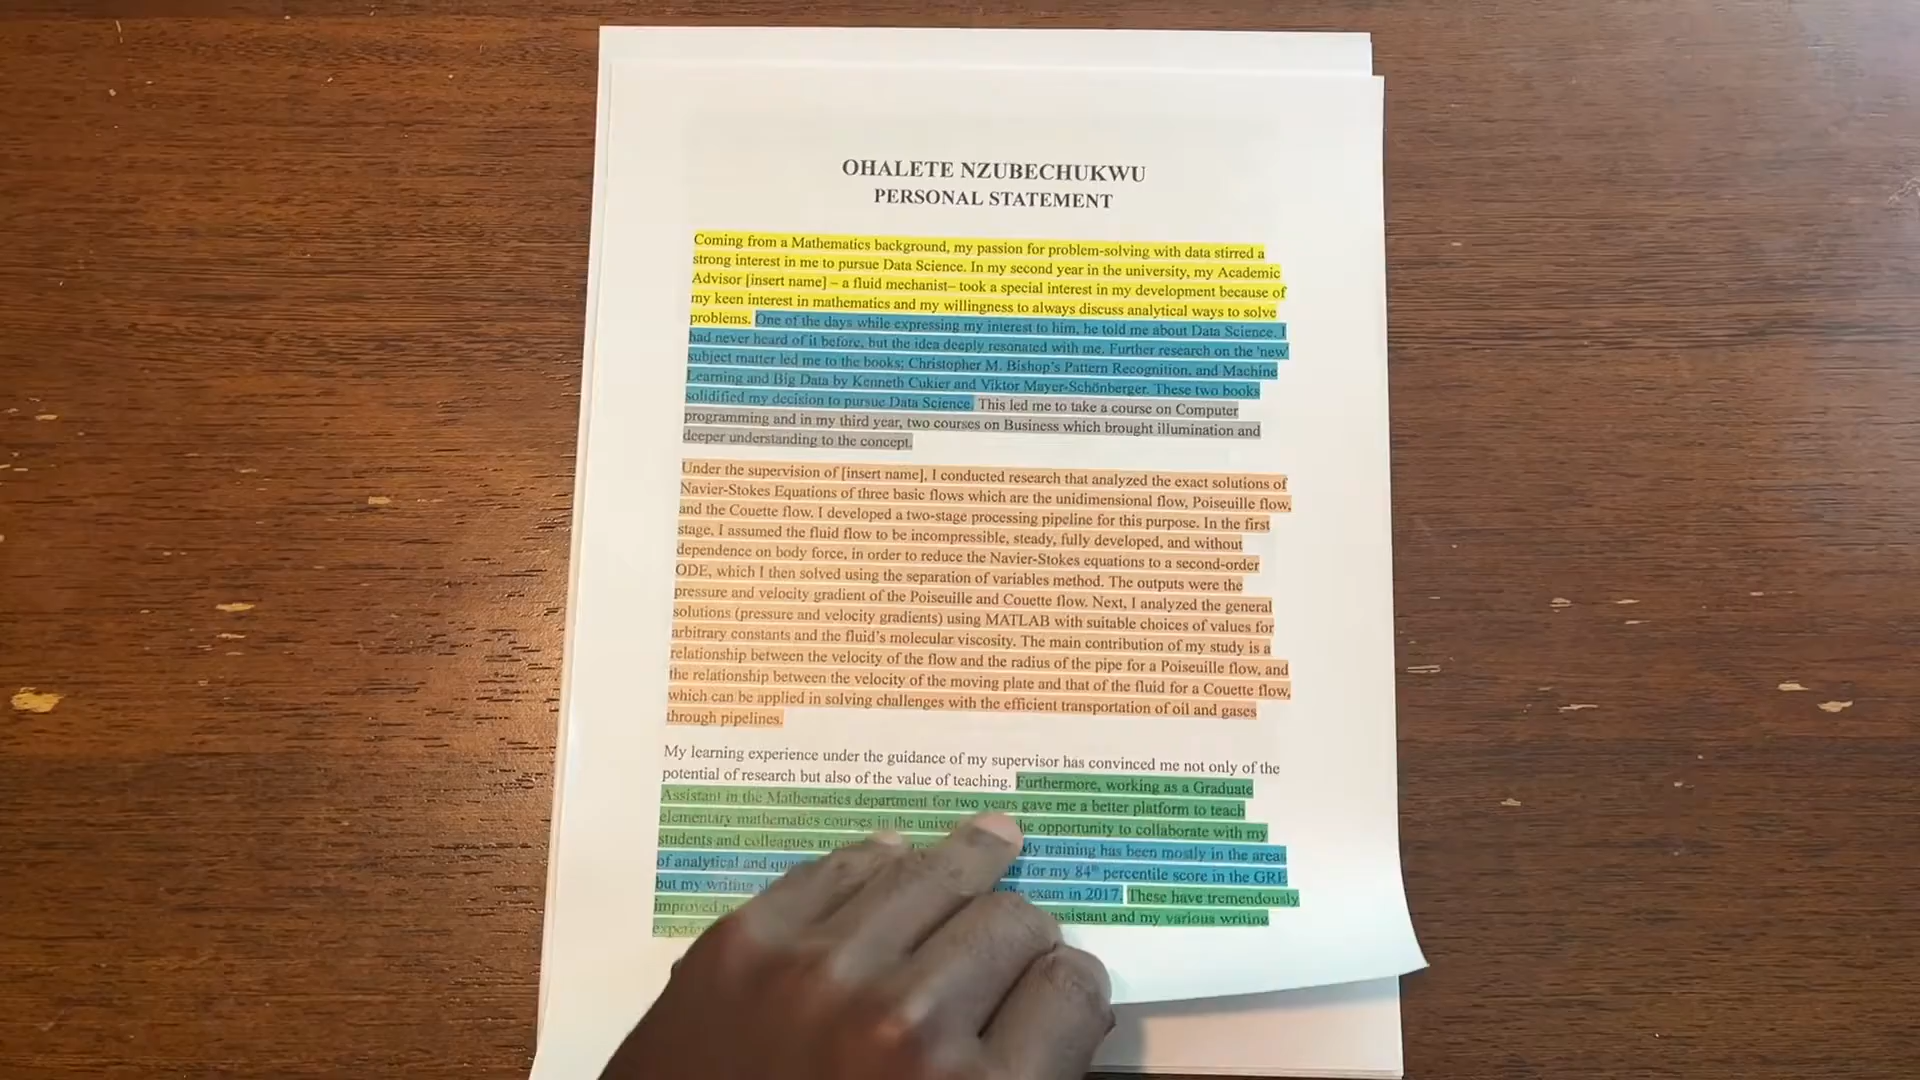 OHALETE NZUBECHUKWU
PERSONAL STATEMENT
Coming from a Mathematics background, my passion for problem-solving with data stirred a
strong interest in me to pursue Data Science. In my second year in the university, my Academic
Advisor [insert name] – a fluid mechanist– took a special interest in my development because of
my keen interest in mathematics and my willingness to always discuss analytical ways to solve
problems. One of the days while expressing my interest to him, he told me about Data Science. I
had never heard of it before, but the idea deeply resonated with me. Further research on the 'new'
subject matter led me to the books; Christopher M. Bishop's Pattern Recognition, and Machine
Learning and Big Data by Kenneth Cukier and Viktor Mayer-Schönberger. These two books
solidified my decision to pursue Data Science. This led me to take a course on Computer
programming and in my third year, two courses on Business which brought illumination and
deeper understanding to the concept.
Under the supervision of [insert name], I conducted research that analyzed the exact solutions of
Navier-Stokes Equations of three basic flows which are the unidimensional flow, Poiseuille flow,
and the Couette flow. I developed a two-stage processing pipeline for this purpose. In the first
stage, I assumed the fluid flow to be incompressible, steady, fully developed, and without
dependence on body force, in order to reduce the Navier-Stokes equations to a second-order
ODE, which I then solved using the separation of variables method. The outputs were the
pressure and velocity gradient of the Poiseuille and Couette flow. Next, I analyzed the general
solutions (pressure and velocity gradients) using MATLAB with suitable choices of values for
arbitrary constants and the fluid's molecular viscosity. The main contribution of my study is a
relationship between the velocity of the flow and the radius of the pipe for a Poiseuille flow, and
the relationship between the velocity of the moving plate and that of the fluid for a Couette flow,
which can be applied in solving challenges with the efficient transportation of oil and gases
through pipelines.
My learning experience under the guidance of my supervisor has convinced me not only of the
potential of research but also of the value of teaching. Furthermore, working as a Graduate
Assistant in the Mathematics department for two years gave me a better platform to teach
elementary mathematics courses in the opportunity to collaborate with my
students and colleagues My training has been mostly in the areas
of analytical and for my 84th percentile score in the GRE
but my writing exam in 2017. These have tremendously
improved assistant and my various writing